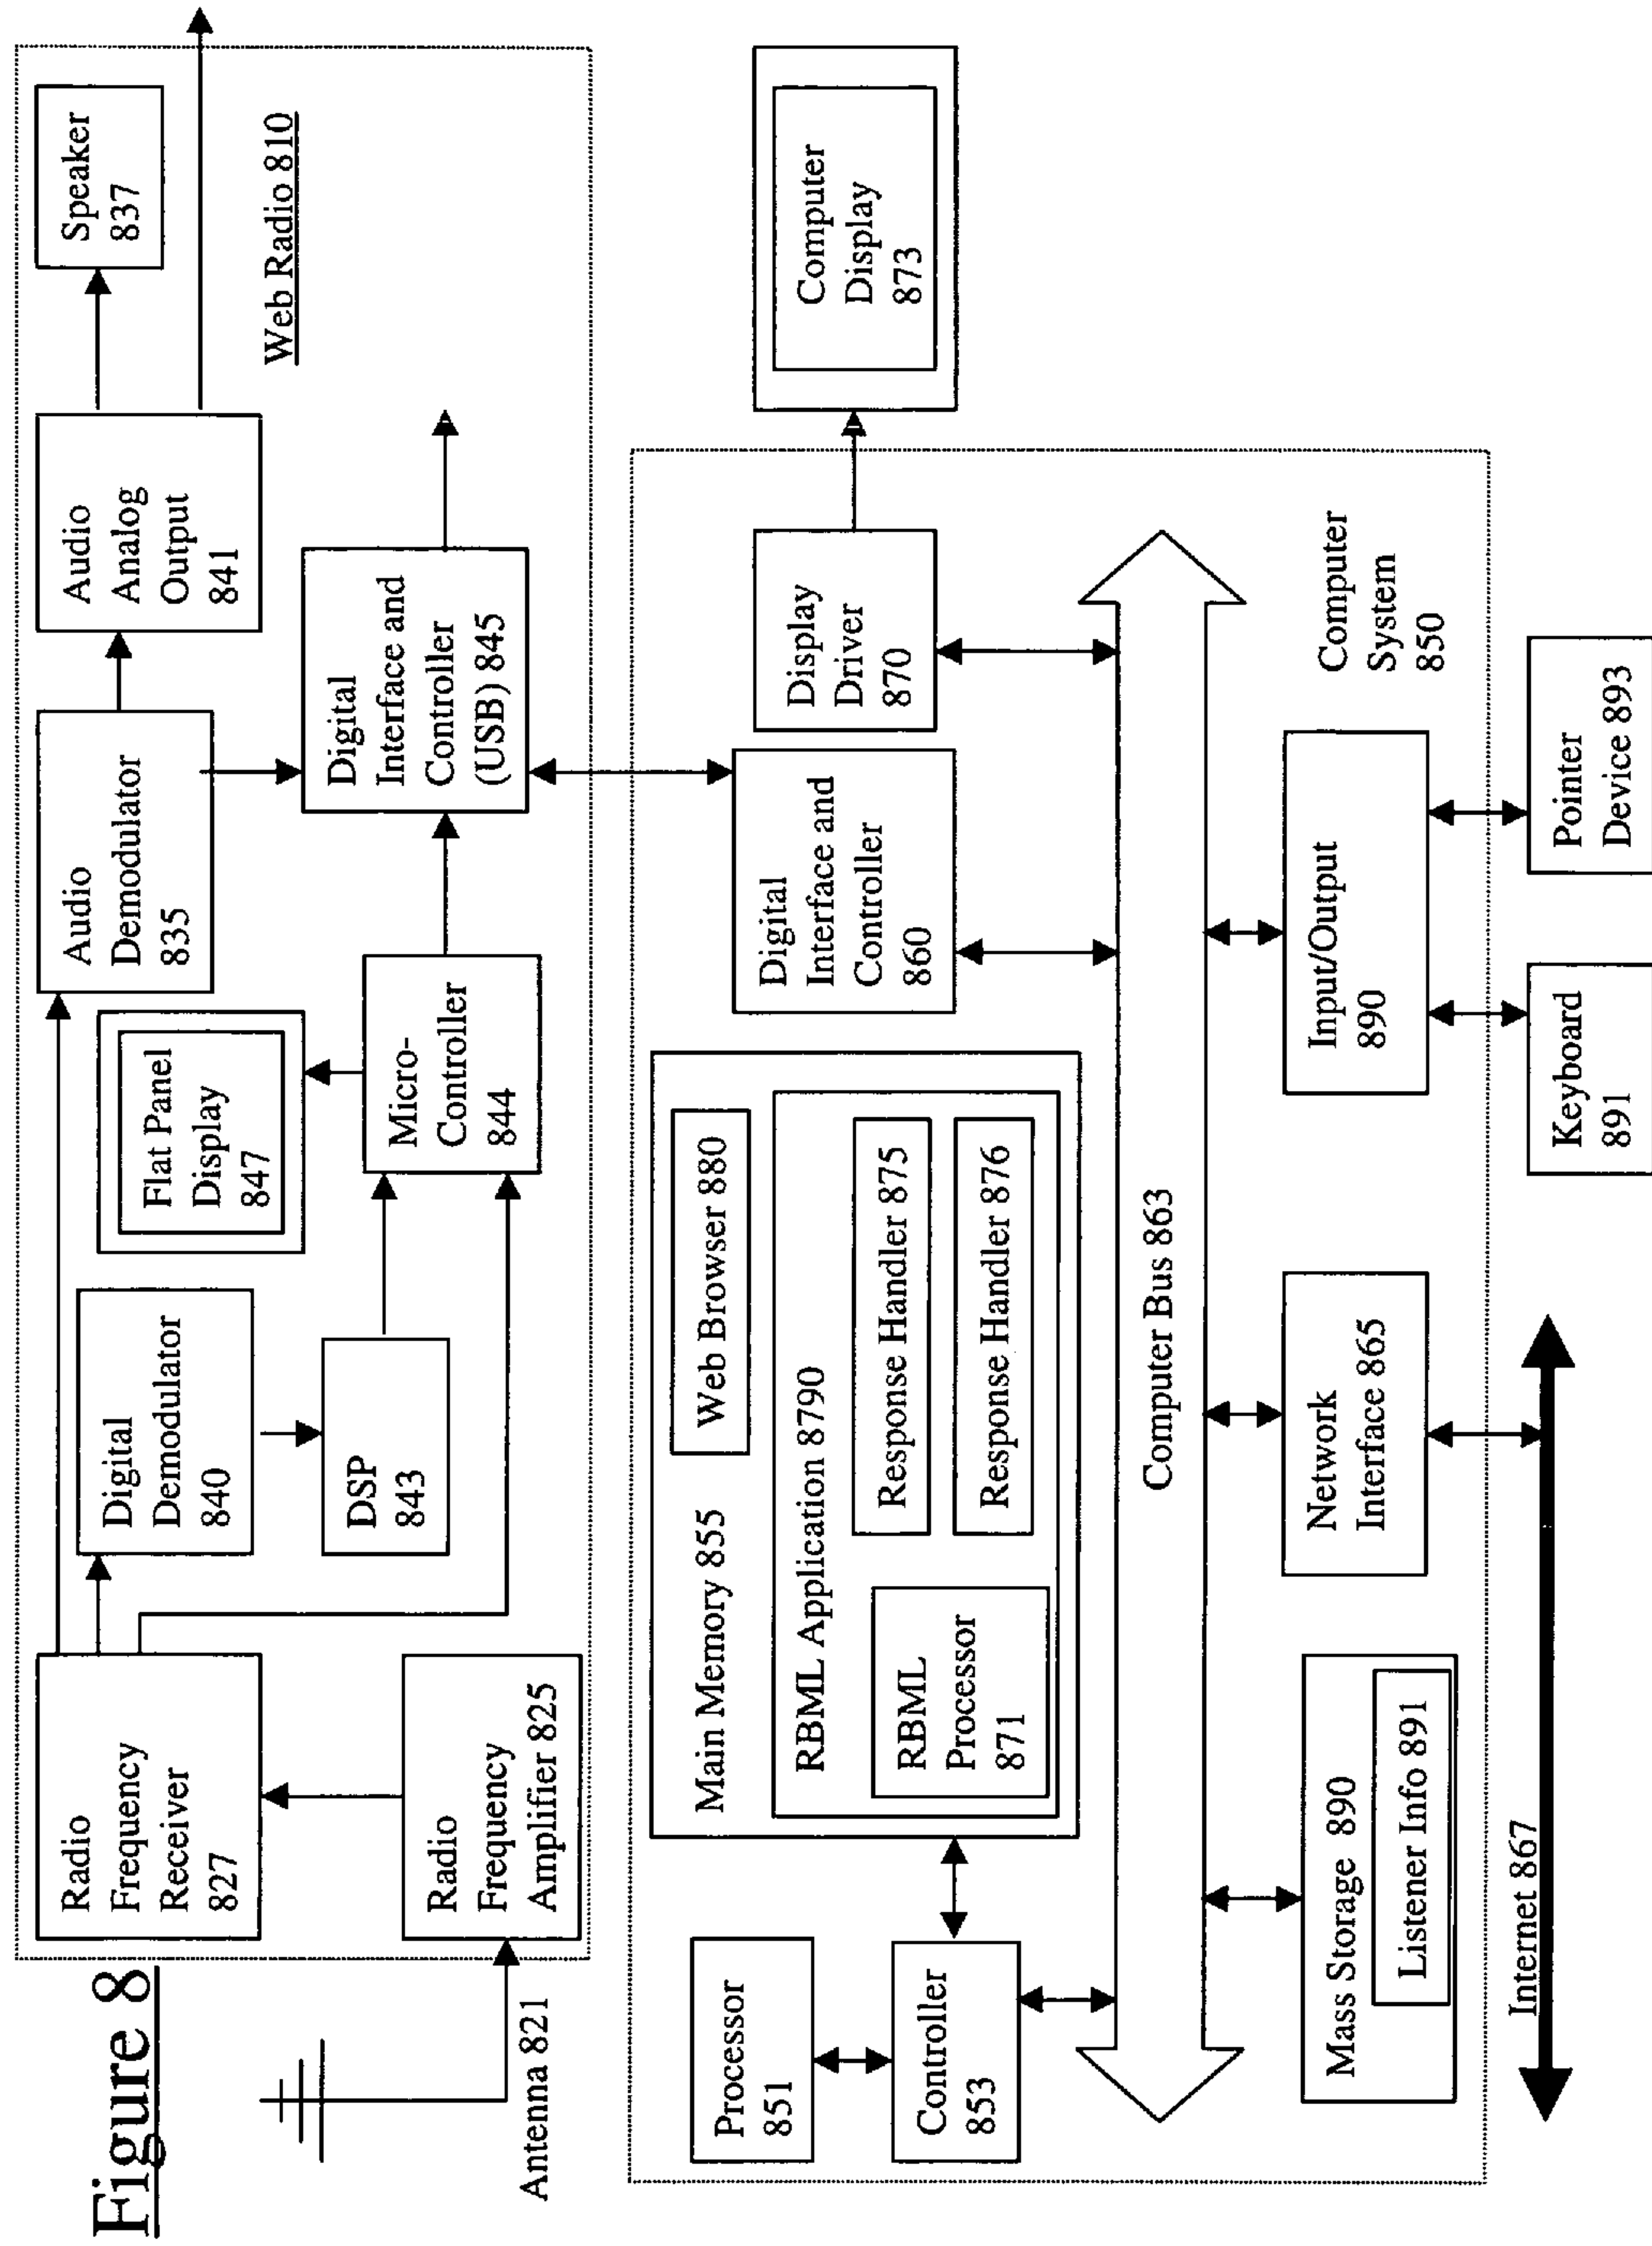 Figure 8
Antenna 821
Radio
Frequency
Receiver
827
Radio
Frequency
Amplifier 825
Digital
Demodulator
840
DSP
843
Flat Panel
Display
847
Micro-
Controller
844
Audio
Demodulator
835
Audio
Analog
Output
841
Speaker
837
Digital
Interface and
Controller
(USB) 845
Web Radio 810
Processor
851
Controller
853
Main Memory 855
Web Browser 880
RBML Application 8790
RBML
Processor
871
Response Handler 875
Response Handler 876
Digital
Interface and
Controller
860
Display
Driver
870
Computer
Display
873
Computer Bus 863
Mass Storage 890
Listener Info 891
Network
Interface 865
Input/Output
890
Computer
System
850
Internet 867
Keyboard
891
Pointer
Device 893